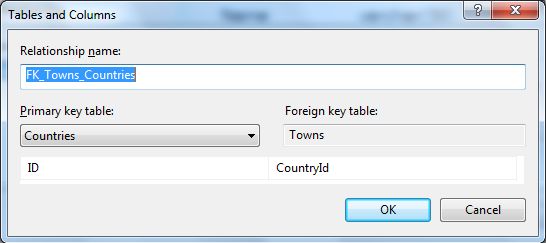 Tables and Columns
Relationship name:
FK_Towns_Countries
Primary key table:
Foreign key table:
Countries
Towns
ID
CountryId
OK
Cancel